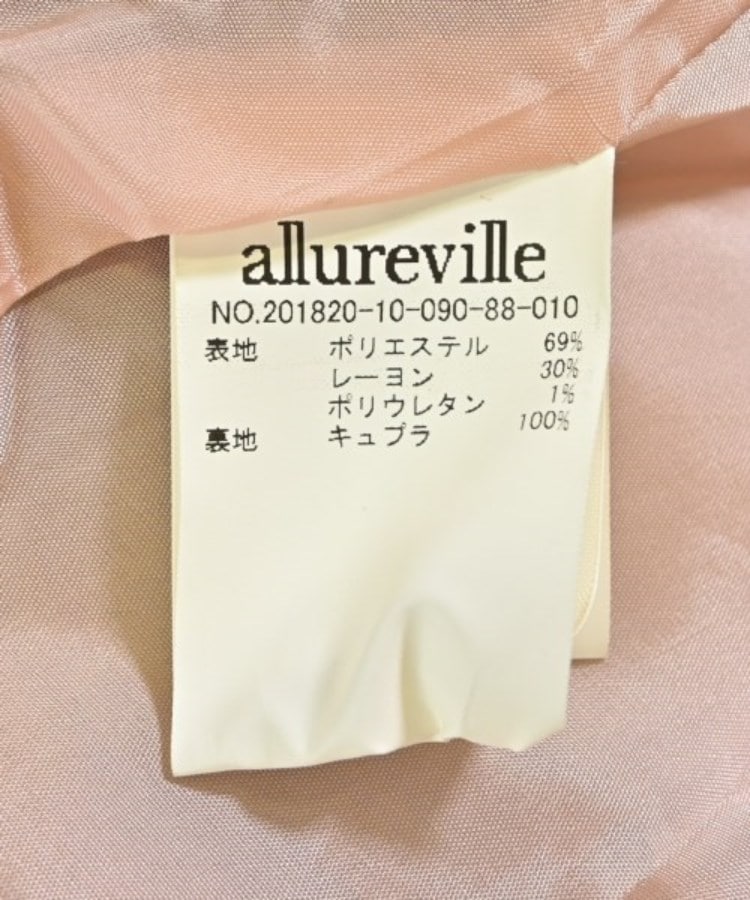 allureville
NO.201820-10-090-88-010
表地 ポリエステル 69%
レーヨン 30%
ポリウレタン 1%
裏地 キュプラ 100%